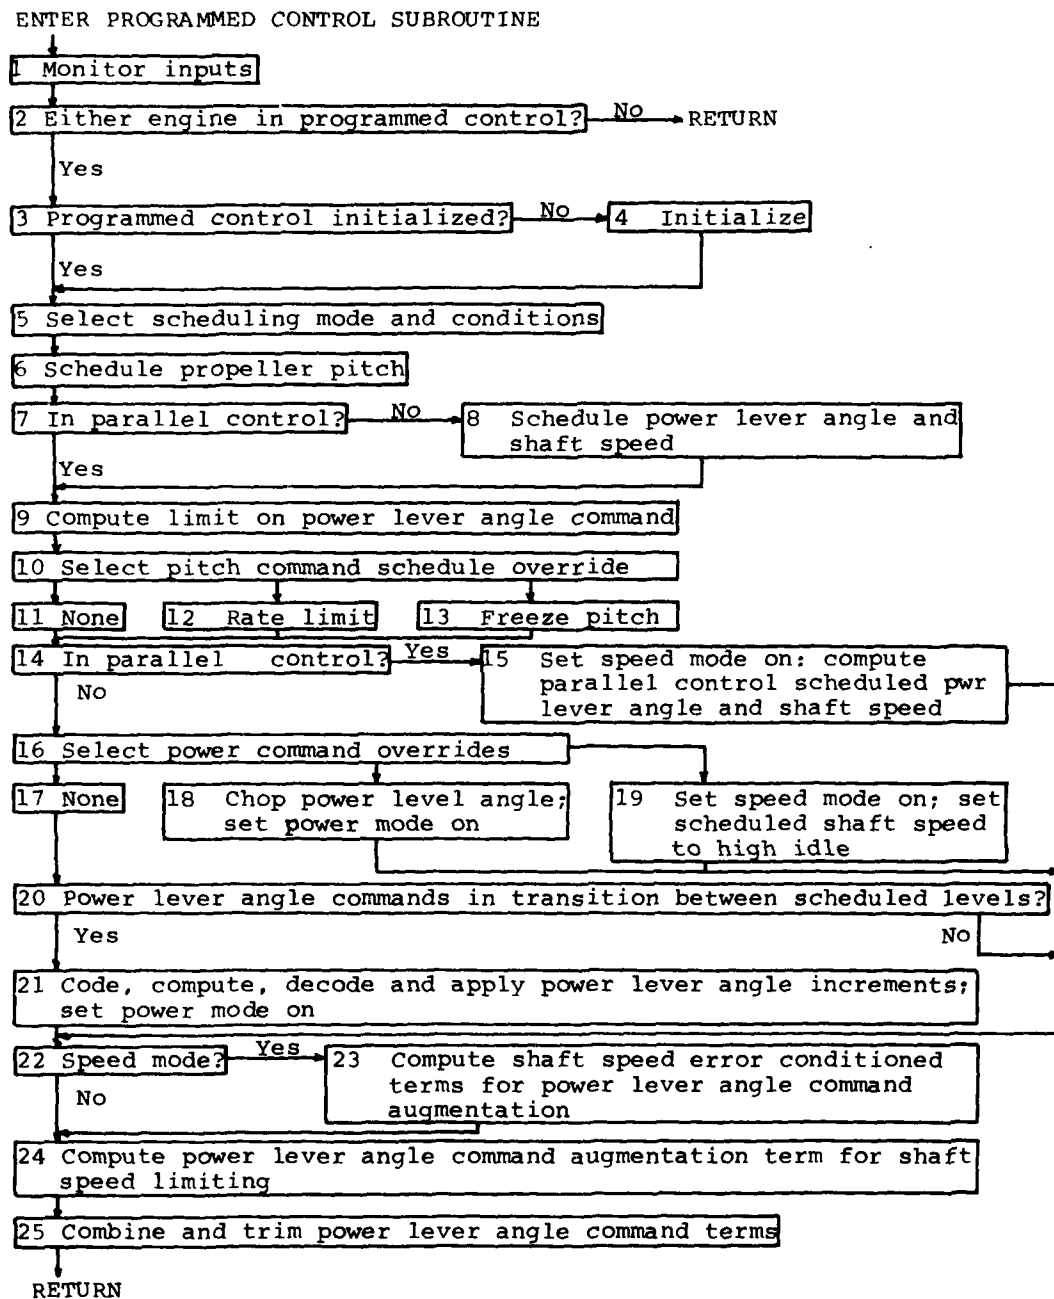 ENTER PROGRAMMED CONTROL SUBROUTINE
1 Monitor inputs
2 Either engine in programmed control?
No
RETURN
Yes
3 Programmed control initialized?
No
4 Initialize
Yes
5 Select scheduling mode and conditions
6 Schedule propeller pitch
7 In parallel control?
No
8 Schedule power lever angle and
shaft speed
Yes
9 Compute limit on power lever angle command
10 Select pitch command schedule override
11 None
12 Rate limit
13 Freeze pitch
14 In parallel control?
Yes
15 Set speed mode on: compute
parallel control scheduled pwr
lever angle and shaft speed
No
16 Select power command overrides
17 None
18 Chop power level angle;
set power mode on
19 Set speed mode on; set
scheduled shaft speed
to high idle
20 Power lever angle commands in transition between scheduled levels?
Yes
No
21 Code, compute, decode and apply power lever angle increments;
set power mode on
22 Speed mode?
Yes
23 Compute shaft speed error conditioned
terms for power lever angle command
augmentation
No
24 Compute power lever angle command augmentation term for shaft
speed limiting
25 Combine and trim power lever angle command terms
RETURN